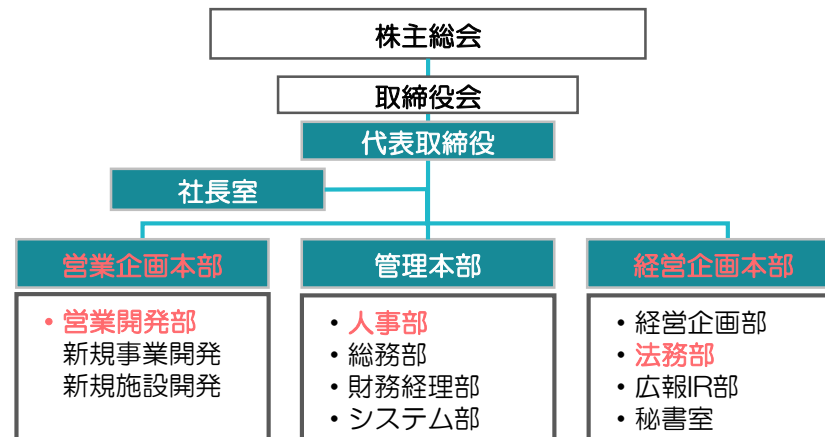 株主総会
取締役会
代表取締役
社長室
営業企画本部
・営業開発部
新規事業開発
新規施設開発
管理本部
・人事部
・総務部
・財務経理部
・システム部
経営企画本部
・経営企画部
・法務部
・広報IR部
・秘書室